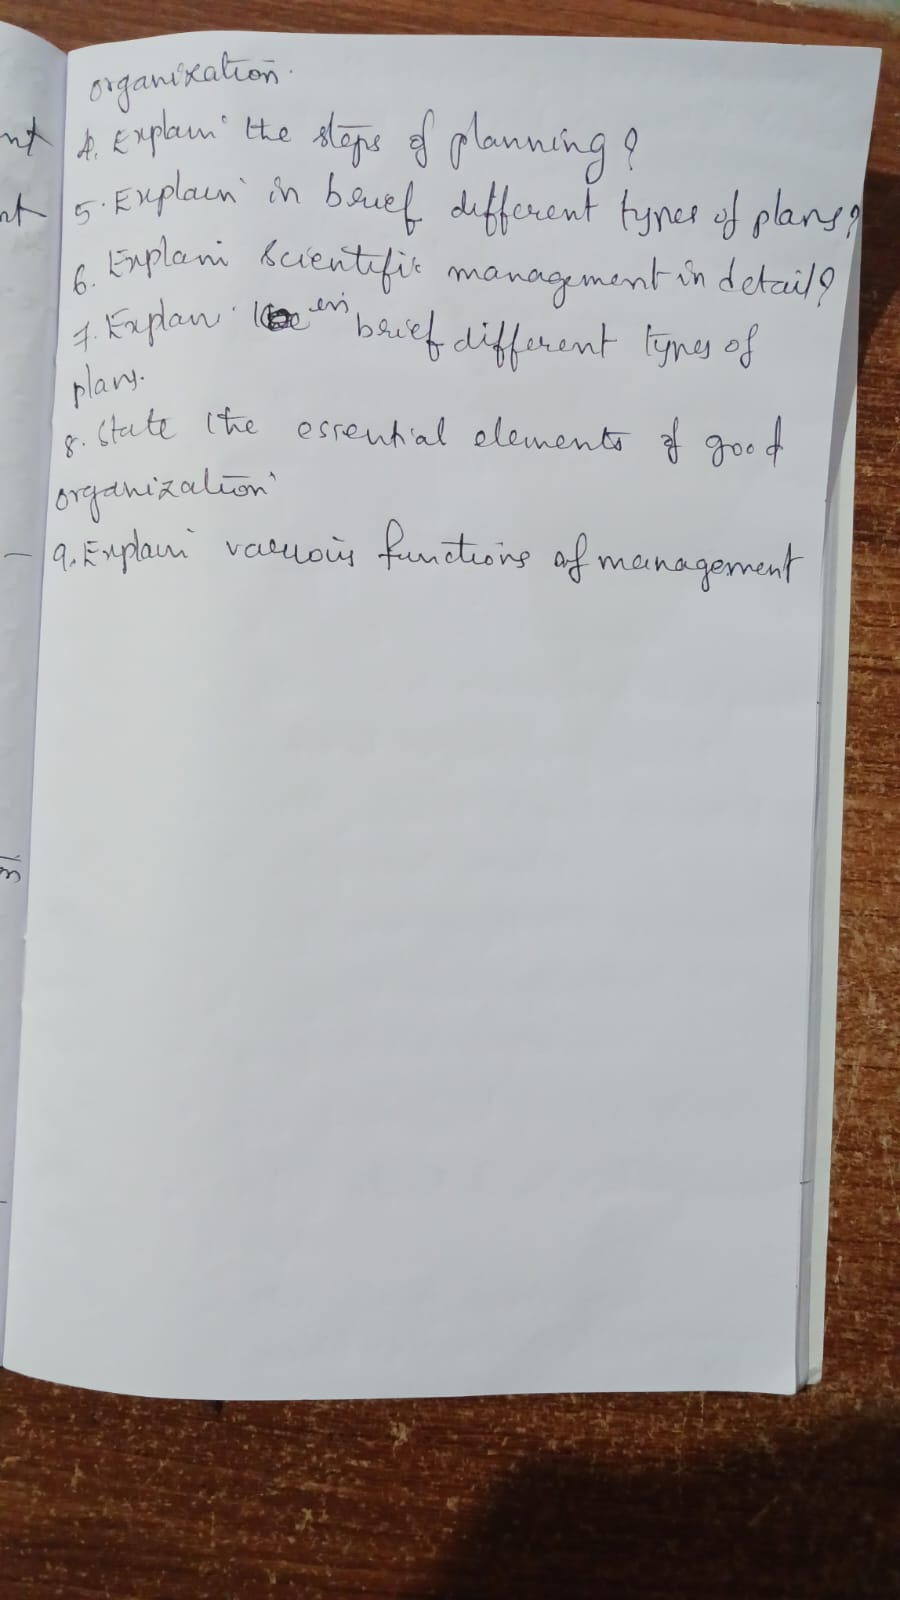 organization.
nt 4. Explain the steps of planning?
nt 5. Explain in brief different types of plans?
6. Explain scientific management in detail?
7. Explan in brief different types of
plans.
8. State the essential elements of good
organization
9. Explain various functions of management